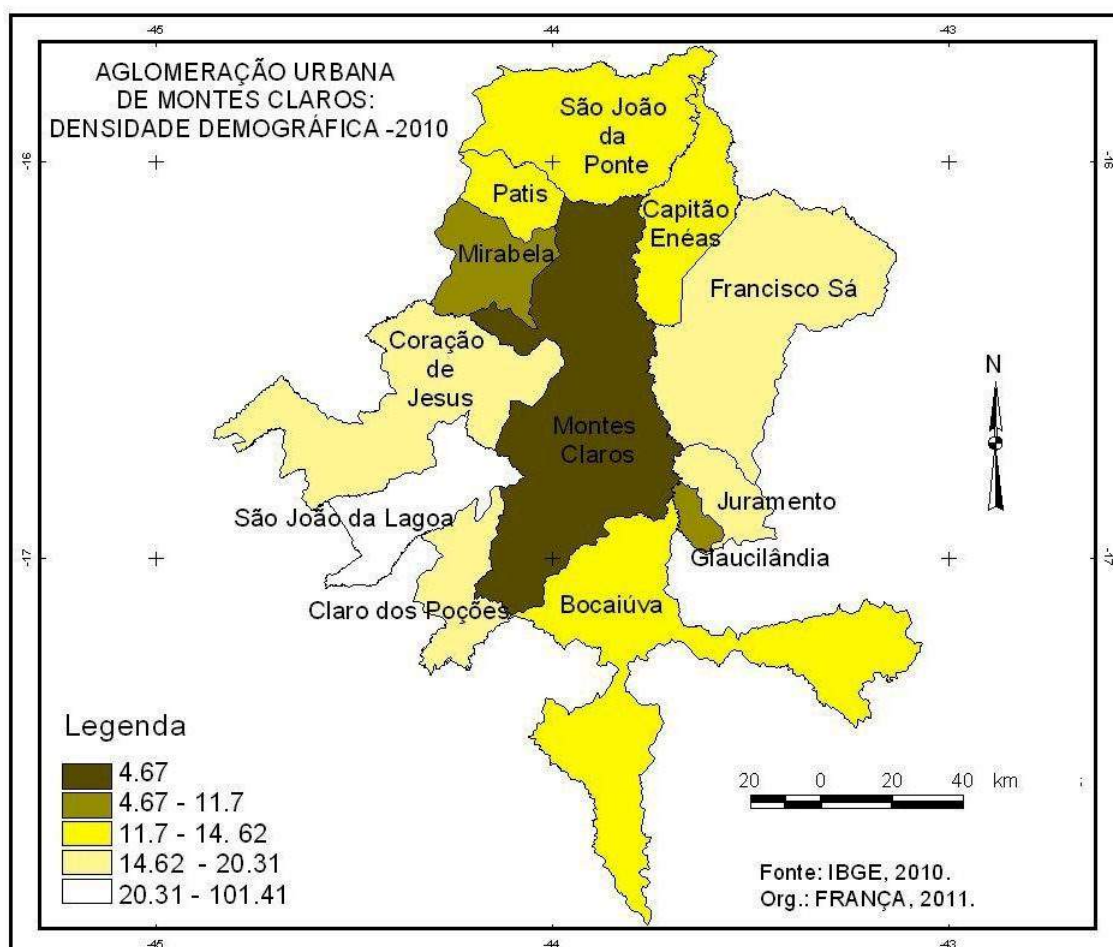 -45
-44
-43
AGLOMERAÇÃO URBANA
DE MONTES CLAROS:
DENSIDADE DEMOGRÁFICA -2010
São João
da
Ponte
-16
-16
Patis
Capitão
Enéas
Mirabela
Francisco Sá
Coração
de
Jesus
N
Montes
Claros
Juramento
São João da Lagoa
Glaucilândia
-17
-17
Claro dos Poções
Bocaiúva
Legenda
4.67
4.67 - 11.7
11.7 - 14. 62
14.62 - 20.31
20.31 - 101.41
20 0 20 40 km
Fonte: IBGE, 2010.
Org.: FRANÇA, 2011.
-45
-44
-43